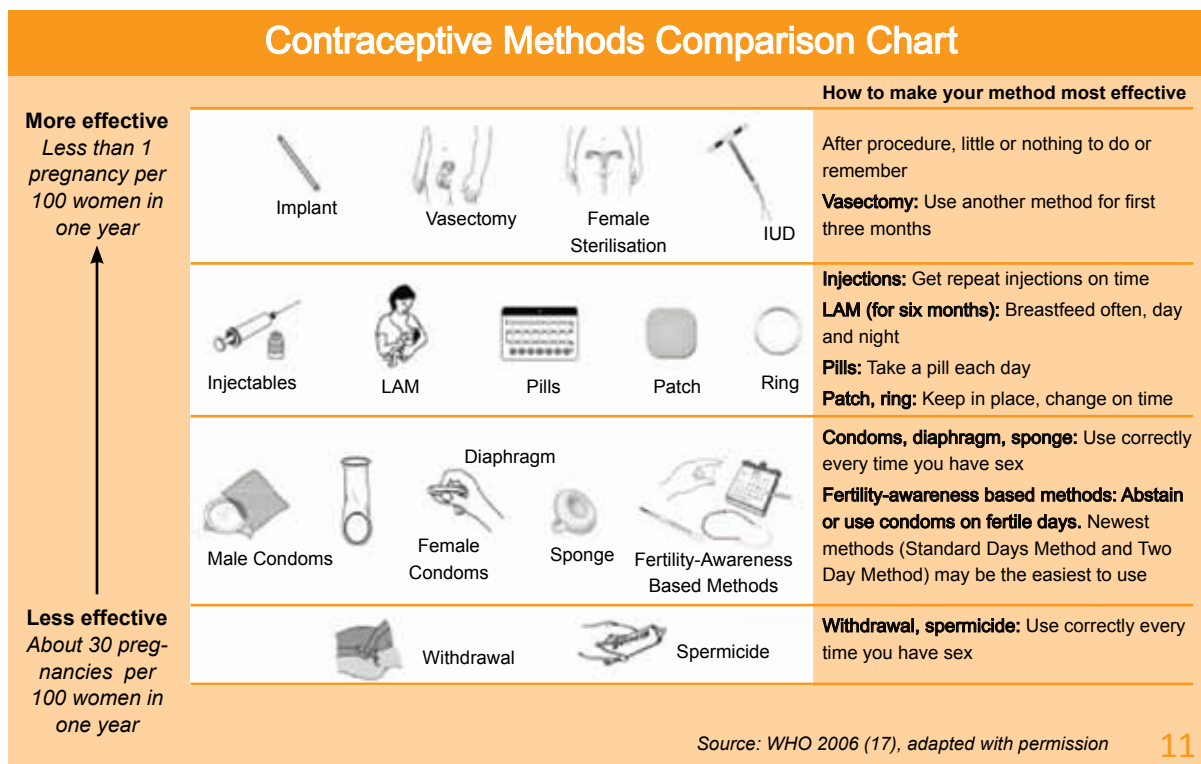 Contraceptive Methods Comparison Chart
How to make your method most effective
More effective
Less than 1
pregnancy per
100 women in
one year
Implant
Vasectomy
Female
Sterilisation
IUD
After procedure, little or nothing to do or
remember
Vasectomy: Use another method for first
three months
Injectables
LAM
Pills
Patch
Ring
Injections: Get repeat injections on time
LAM (for six months): Breastfeed often, day
and night
Pills: Take a pill each day
Patch, ring: Keep in place, change on time
Male Condoms
Diaphragm
Female
Condoms
Sponge
Fertility-Awareness
Based Methods
Condoms, diaphragm, sponge: Use correctly
every time you have sex
Fertility-awareness based methods: Abstain
or use condoms on fertile days. Newest
methods (Standard Days Method and Two
Day Method) may be the easiest to use
Less effective
About 30 preg-
nancies per
100 women in
one year
Withdrawal
Spermicide
Withdrawal, spermicide: Use correctly every
time you have sex
Source: WHO 2006 (17), adapted with permission
11